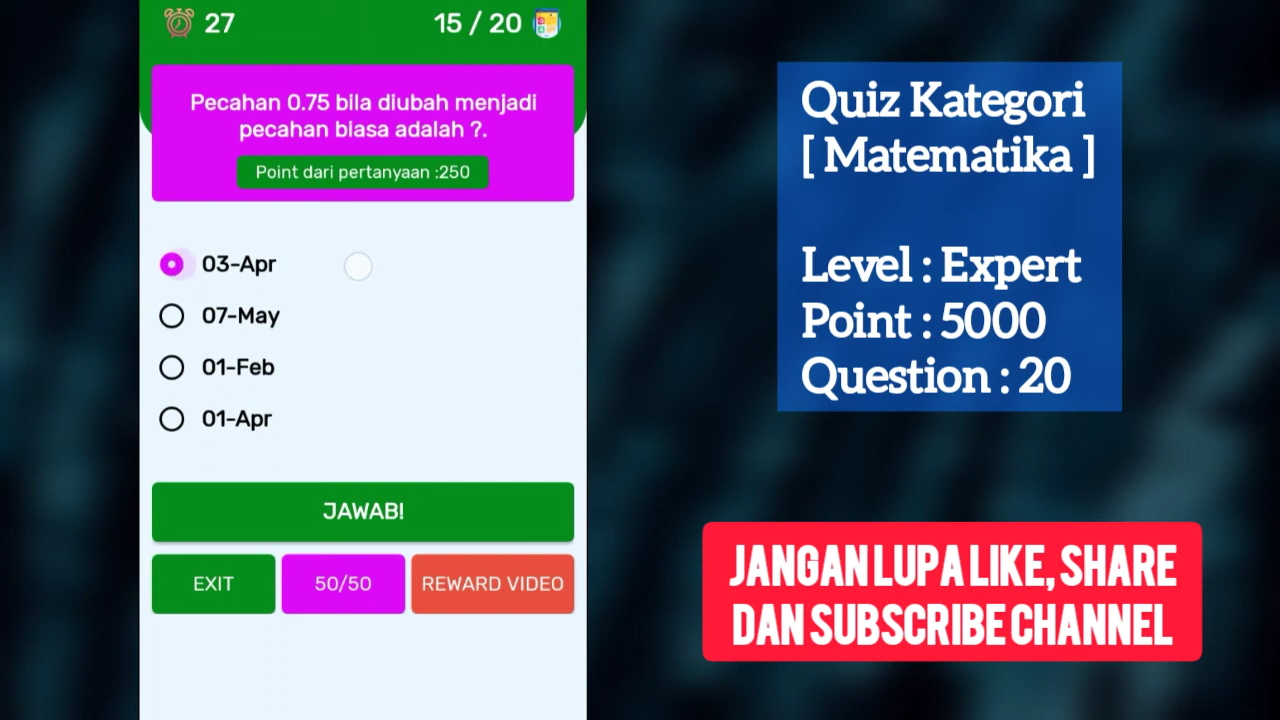 27
15 / 20
Pecahan 0.75 bila diubah menjadi
pecahan biasa adalah ?.
Point dari pertanyaan :250
03-Apr
07-May
01-Feb
01-Apr
JAWAB!
EXIT
50/50
REWARD VIDEO
Quiz Kategori
[ Matematika ]
Level : Expert
Point : 5000
Question : 20
JANGAN LUPA LIKE, SHARE
DAN SUBSCRIBE CHANNEL